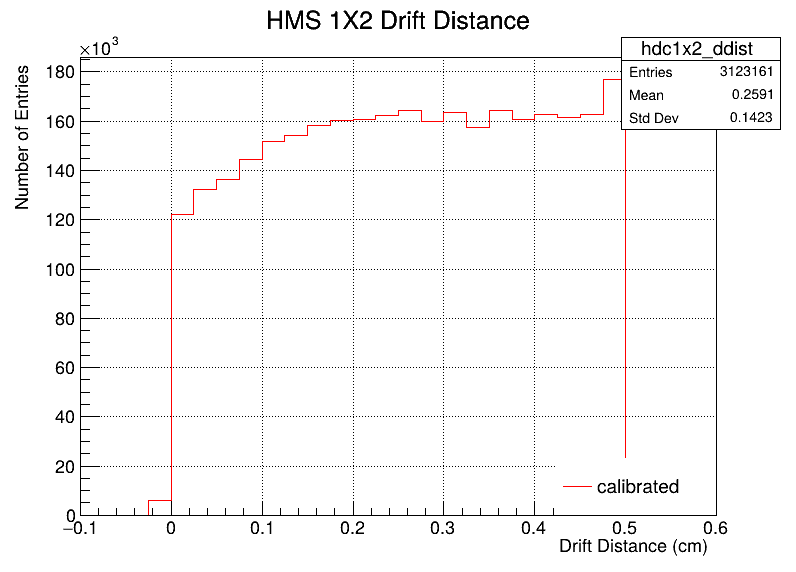 HMS 1X2 Drift Distance
×10³
hdc1x2_ddist
Entries 3123161
Mean 0.2591
Std Dev 0.1423
Number of Entries
180
160
140
120
100
80
60
40
20
0
−0.1 0 0.1 0.2 0.3 0.4 0.5 0.6
Drift Distance (cm)
calibrated